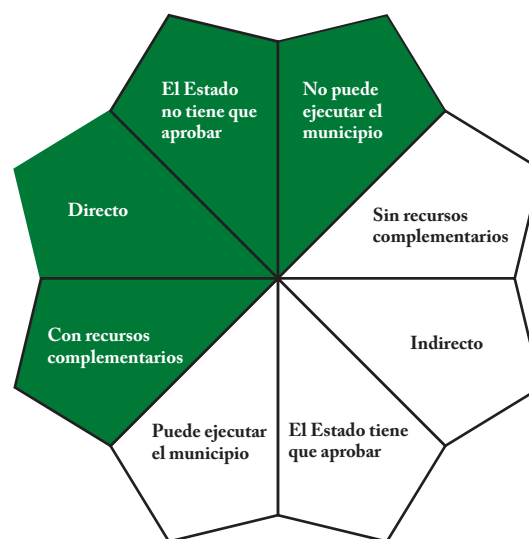 El Estado
no tiene que
aprobar
No puede
ejecutar el
municipio
Directo
Sin recursos
complementarios
Con recursos
complementarios
Indirecto
Puede ejecutar
el municipio
El Estado tiene
que aprobar